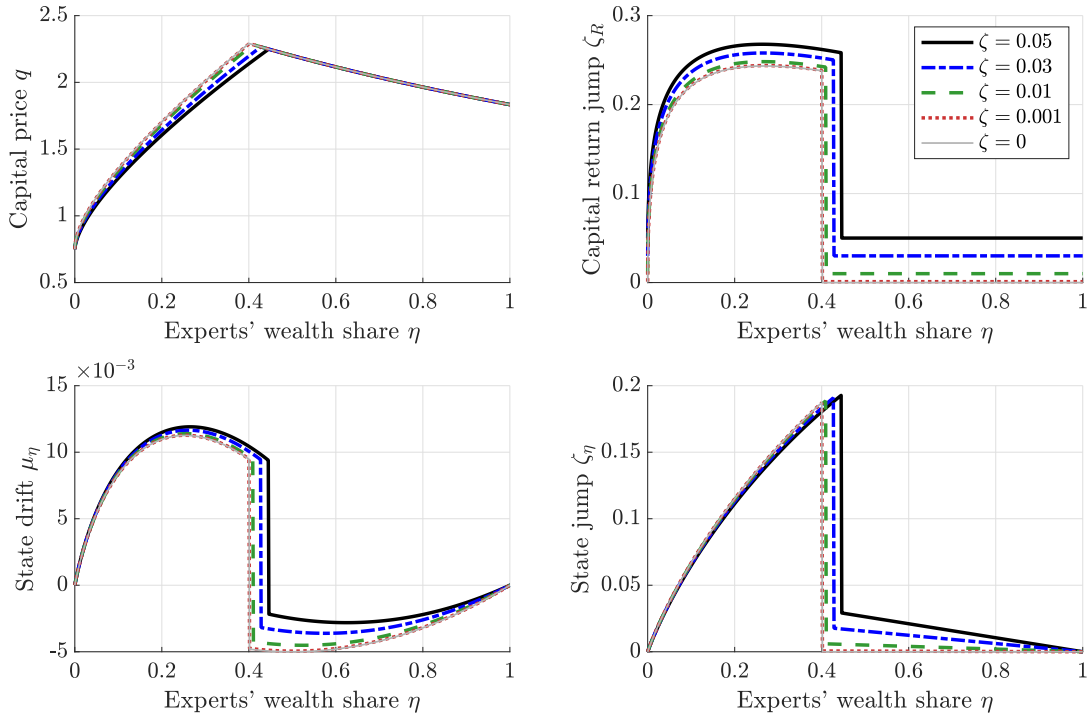 Capital price q
2.5
2
1.5
1
0.5
0 0.2 0.4 0.6 0.8 1
Experts' wealth share η
Capital return jump ζ_R
0.3
0.2
0.1
0
0 0.2 0.4 0.6 0.8 1
Experts' wealth share η
ζ = 0.05
ζ = 0.03
ζ = 0.01
ζ = 0.001
ζ = 0
State drift μ_η
×10⁻³
15
10
5
0
-5
0 0.2 0.4 0.6 0.8 1
Experts' wealth share η
State jump ζ_η
0.2
0.15
0.1
0.05
0
0 0.2 0.4 0.6 0.8 1
Experts' wealth share η